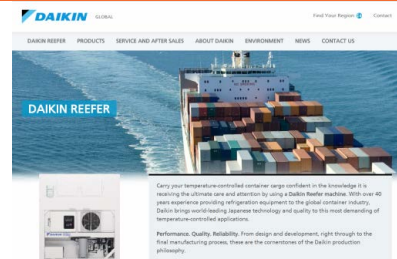 DAIKIN GLOBAL
Find Your Region Contact
DAIKIN REEFER PRODUCTS SERVICE AND AFTER SALES ABOUT DAIKIN ENVIRONMENT NEWS CONTACT US
DAIKIN REEFER
Carry your temperature-controlled container cargo confident in the knowledge it is
receiving the ultimate care and attention by using a Daikin Reefer machine. With over 40
years experience providing refrigeration equipment to the global container industry,
Daikin brings world-leading Japanese technology and quality to this most demanding of
temperature-controlled applications.
Performance. Quality. Reliability. From design and development, right through to the
final manufacturing process, these are the cornerstones of the Daikin production
philosophy.